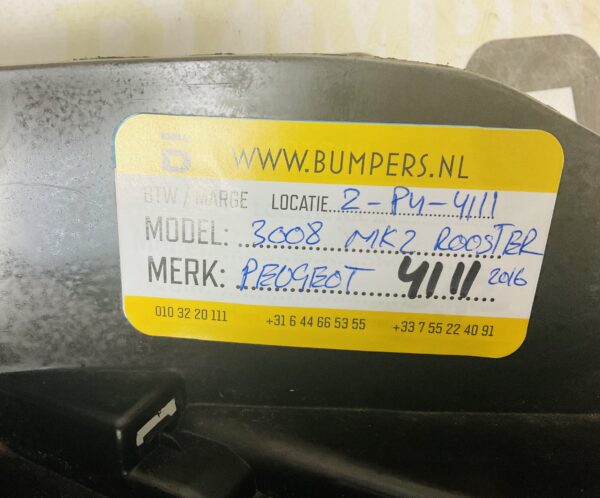 WWW.BUMPERS.NL
BTW / MARGE LOCATIE 2-P4-4111
MODEL: 3008 MK2 ROOSTER
MERK: PEUGEOT 4111 2016
010 32 20 111 +31 6 44 66 53 55 +33 7 55 22 40 91